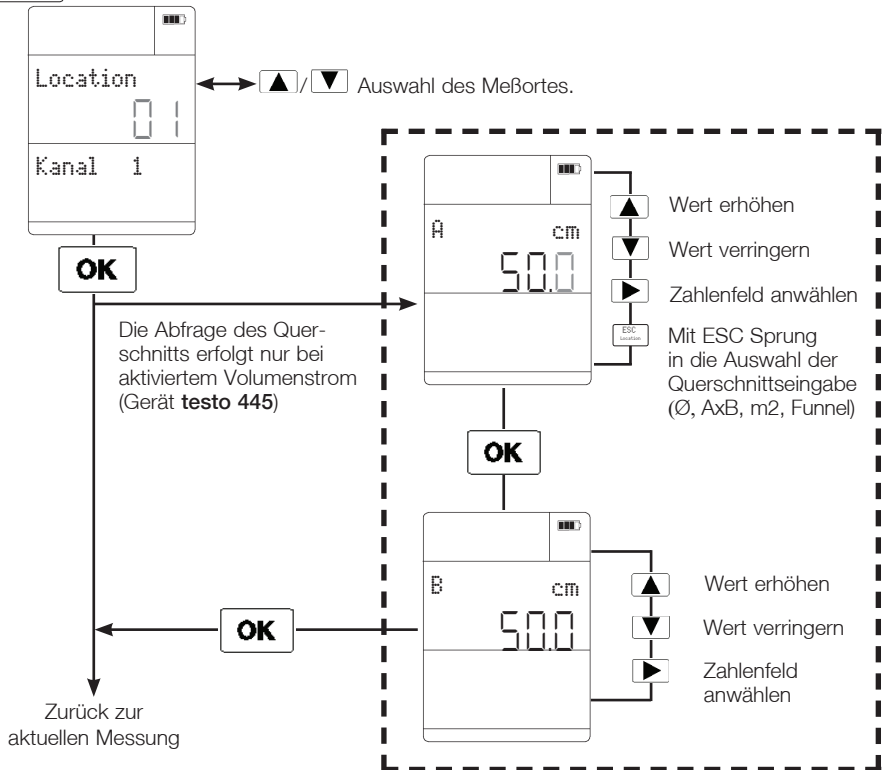 Location
01
Kanal 1
▲/▼ Auswahl des Meßortes.
OK
Die Abfrage des Quer-
schnitts erfolgt nur bei
aktiviertem Volumenstrom
(Gerät testo 445)
A cm
50.0
Wert erhöhen
Wert verringern
Zahlenfeld anwählen
ESC
Location
Mit ESC Sprung
in die Auswahl der
Querschnittseingabe
(Ø, AxB, m2, Funnel)
OK
B cm
50.0
Wert erhöhen
Wert verringern
Zahlenfeld
anwählen
OK
Zurück zur
aktuellen Messung